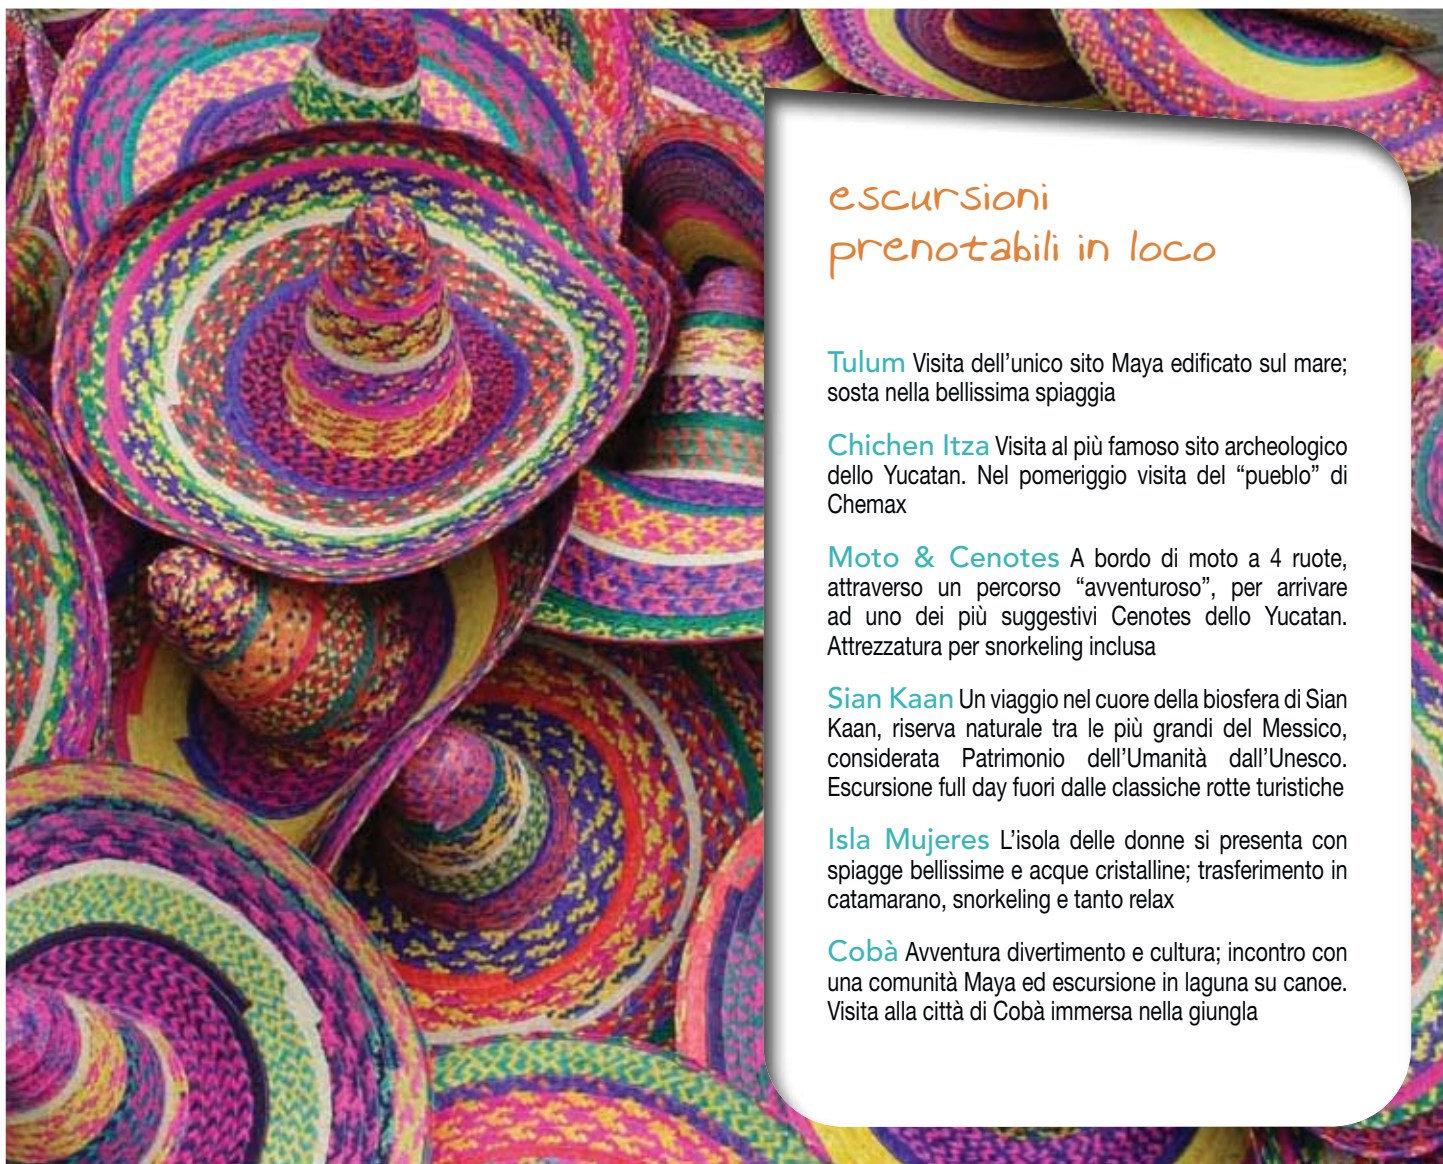 escursioni
prenotabili in loco
Tulum Visita dell’unico sito Maya edificato sul mare;
sosta nella bellissima spiaggia
Chichen Itza Visita al più famoso sito archeologico
dello Yucatan. Nel pomeriggio visita del “pueblo” di
Chemax
Moto & Cenotes A bordo di moto a 4 ruote,
attraverso un percorso “avventuroso”, per arrivare
ad uno dei più suggestivi Cenotes dello Yucatan.
Attrezzatura per snorkeling inclusa
Sian Kaan Un viaggio nel cuore della biosfera di Sian
Kaan, riserva naturale tra le più grandi del Messico,
considerata Patrimonio dell’Umanità dall’Unesco.
Escursione full day fuori dalle classiche rotte turistiche
Isla Mujeres L’isola delle donne si presenta con
spiagge bellissime e acque cristalline; trasferimento in
catamarano, snorkeling e tanto relax
Cobà Avventura divertimento e cultura; incontro con
una comunità Maya ed escursione in laguna su canoe.
Visita alla città di Cobà immersa nella giungla